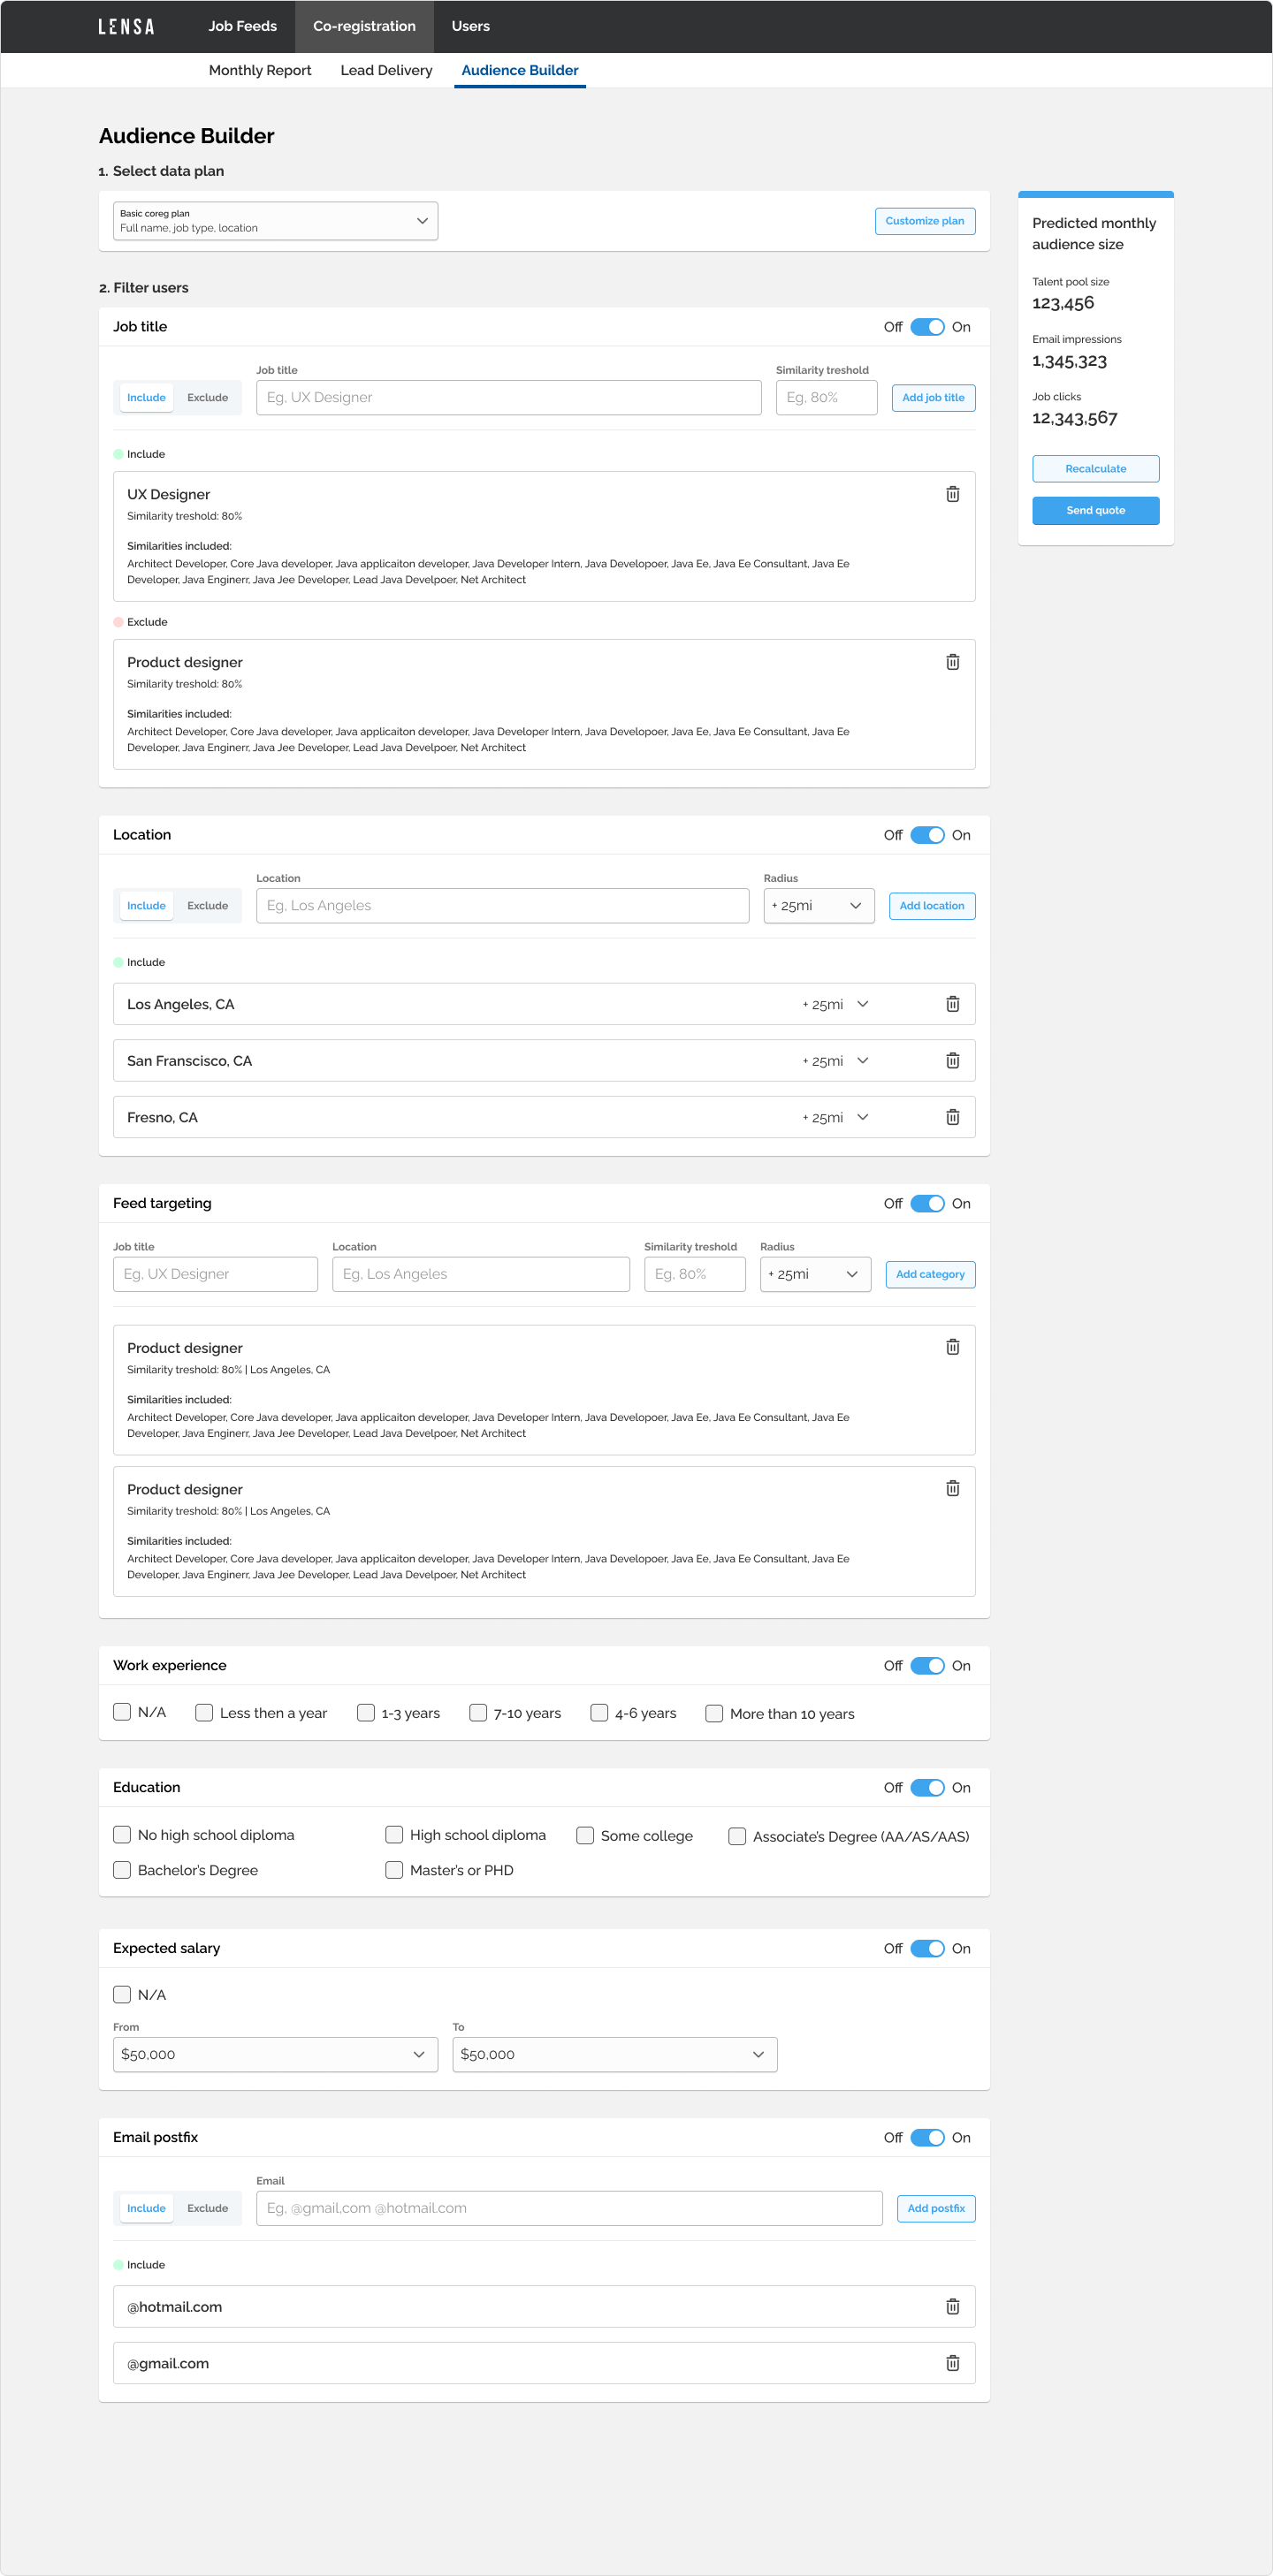 LENSA
Job Feeds
Co-registration
Users
Monthly Report
Lead Delivery
Audience Builder
Audience Builder
1. Select data plan
Basic coreg plan
Full name, job type, location
Customize plan
Predicted monthly
audience size
Talent pool size
123,456
Email impressions
1,345,323
Job clicks
12,343,567
Recalculate
Send quote
2. Filter users
Job title
Off On
Include Exclude
Job title
Eg, UX Designer
Similarity treshold
Eg, 80%
Add job title
Include
UX Designer
Similarity treshold: 80%
Similarities included:
Architect Developer, Core Java developer, Java applicaiton developer, Java Developer Intern, Java Developoer, Java Ee, Java Ee Consultant, Java Ee
Developer, Java Enginerr, Java Jee Developer, Lead Java Develpoer, Net Architect
Exclude
Product designer
Similarity treshold: 80%
Similarities included:
Architect Developer, Core Java developer, Java applicaiton developer, Java Developer Intern, Java Developoer, Java Ee, Java Ee Consultant, Java Ee
Developer, Java Enginerr, Java Jee Developer, Lead Java Develpoer, Net Architect
Location
Off On
Include Exclude
Location
Eg, Los Angeles
Radius
+ 25mi
Add location
Include
Los Angeles, CA + 25mi
San Franscisco, CA + 25mi
Fresno, CA + 25mi
Feed targeting
Off On
Job title
Eg, UX Designer
Location
Eg, Los Angeles
Similarity treshold
Eg, 80%
Radius
+ 25mi
Add category
Product designer
Similarity treshold: 80% | Los Angeles, CA
Similarities included:
Architect Developer, Core Java developer, Java applicaiton developer, Java Developer Intern, Java Developoer, Java Ee, Java Ee Consultant, Java Ee
Developer, Java Enginerr, Java Jee Developer, Lead Java Develpoer, Net Architect
Product designer
Similarity treshold: 80% | Los Angeles, CA
Similarities included:
Architect Developer, Core Java developer, Java applicaiton developer, Java Developer Intern, Java Developoer, Java Ee, Java Ee Consultant, Java Ee
Developer, Java Enginerr, Java Jee Developer, Lead Java Develpoer, Net Architect
Work experience
Off On
N/A Less then a year 1-3 years 7-10 years 4-6 years More than 10 years
Education
Off On
No high school diploma High school diploma Some college Associate's Degree (AA/AS/AAS)
Bachelor's Degree Master's or PHD
Expected salary
Off On
N/A
From
$50,000
To
$50,000
Email postfix
Off On
Include Exclude
Email
Eg, @gmail.com @hotmail.com
Add postfix
Include
@hotmail.com
@gmail.com